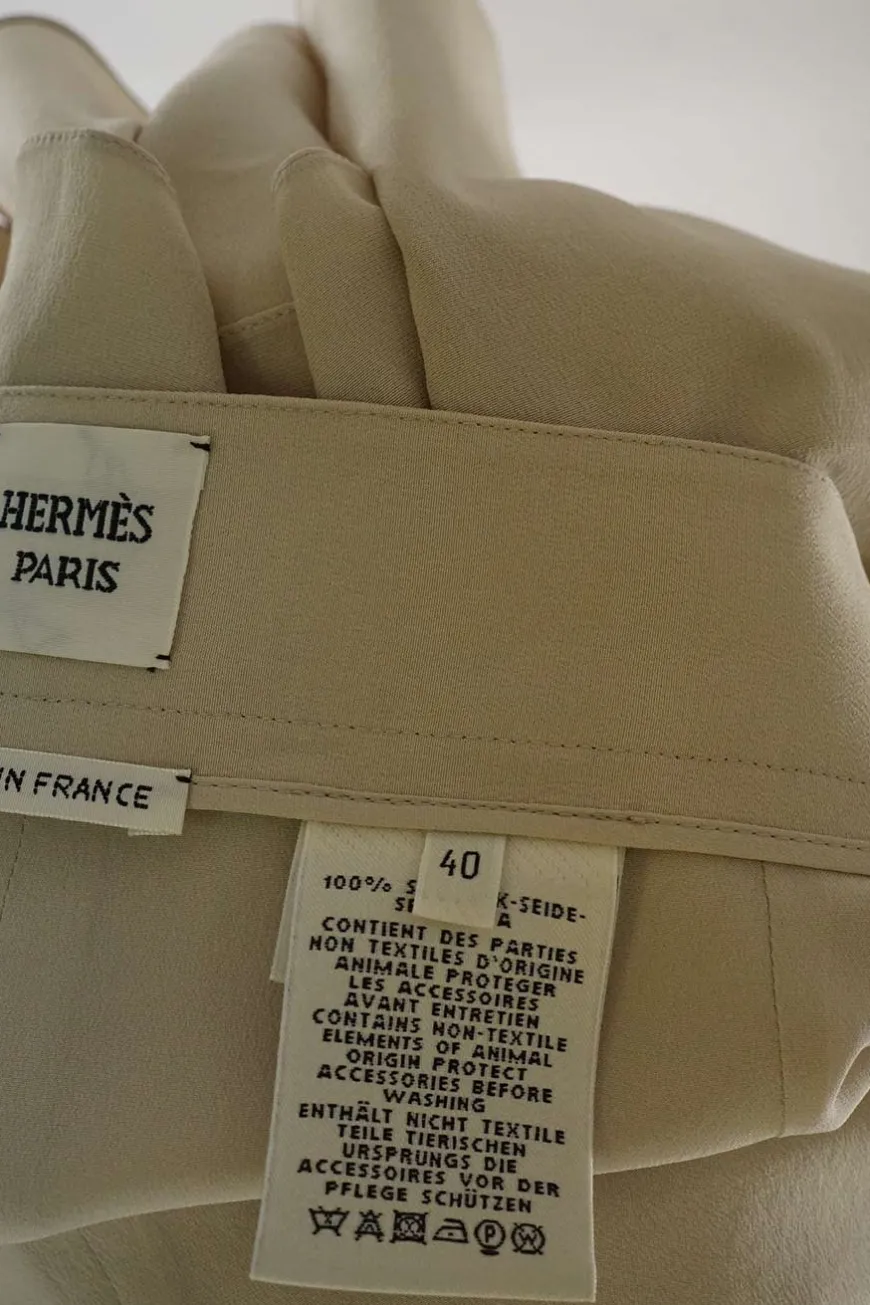 HERMÈS
PARIS
IN FRANCE
40
100% S K-SEIDE-
SE A
CONTIENT DES PARTIES
NON TEXTILES D'ORIGINE
ANIMALE PROTEGER
LES ACCESSOIRES
AVANT ENTRETIEN
CONTAINS NON-TEXTILE
ELEMENTS OF ANIMAL
ORIGIN PROTECT
ACCESSORIES BEFORE
WASHING
ENTHÄLT NICHT TEXTILE
TEILE TIERISCHEN
URSPRUNGS DIE
ACCESSOIRES VOR DER
PFLEGE SCHÜTZEN
P W